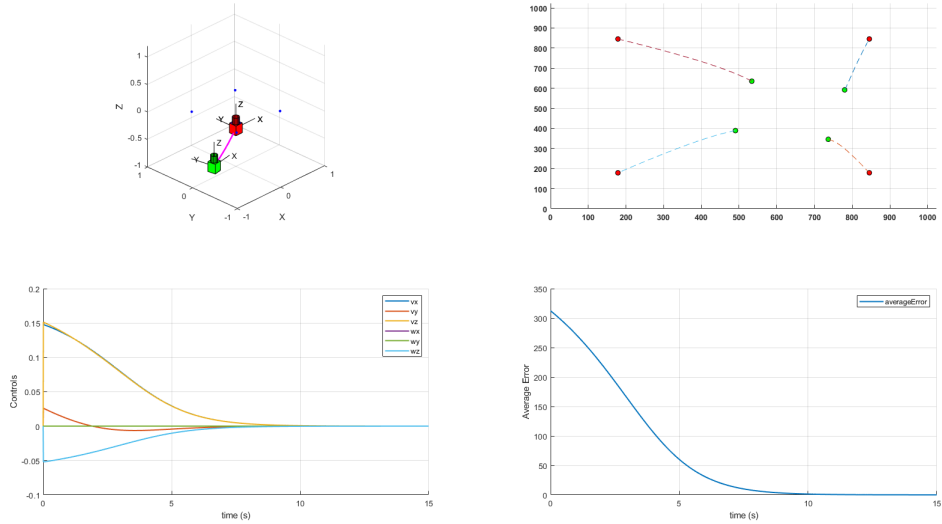 1
0.5
0
-0.5
-1
Z
Z
Y
X
Z
Y
X
1
0
-1
Y
-1
0
1
X
1000
900
800
700
600
500
400
300
200
100
0
0 100 200 300 400 500 600 700 800 900 1000
0.2
0.15
0.1
0.05
0
-0.05
-0.1
Controls
vx
vy
vz
wx
wy
wz
0 5 10 15
time (s)
350
300
250
200
150
100
50
0
Average Error
averageError
0 5 10 15
time (s)